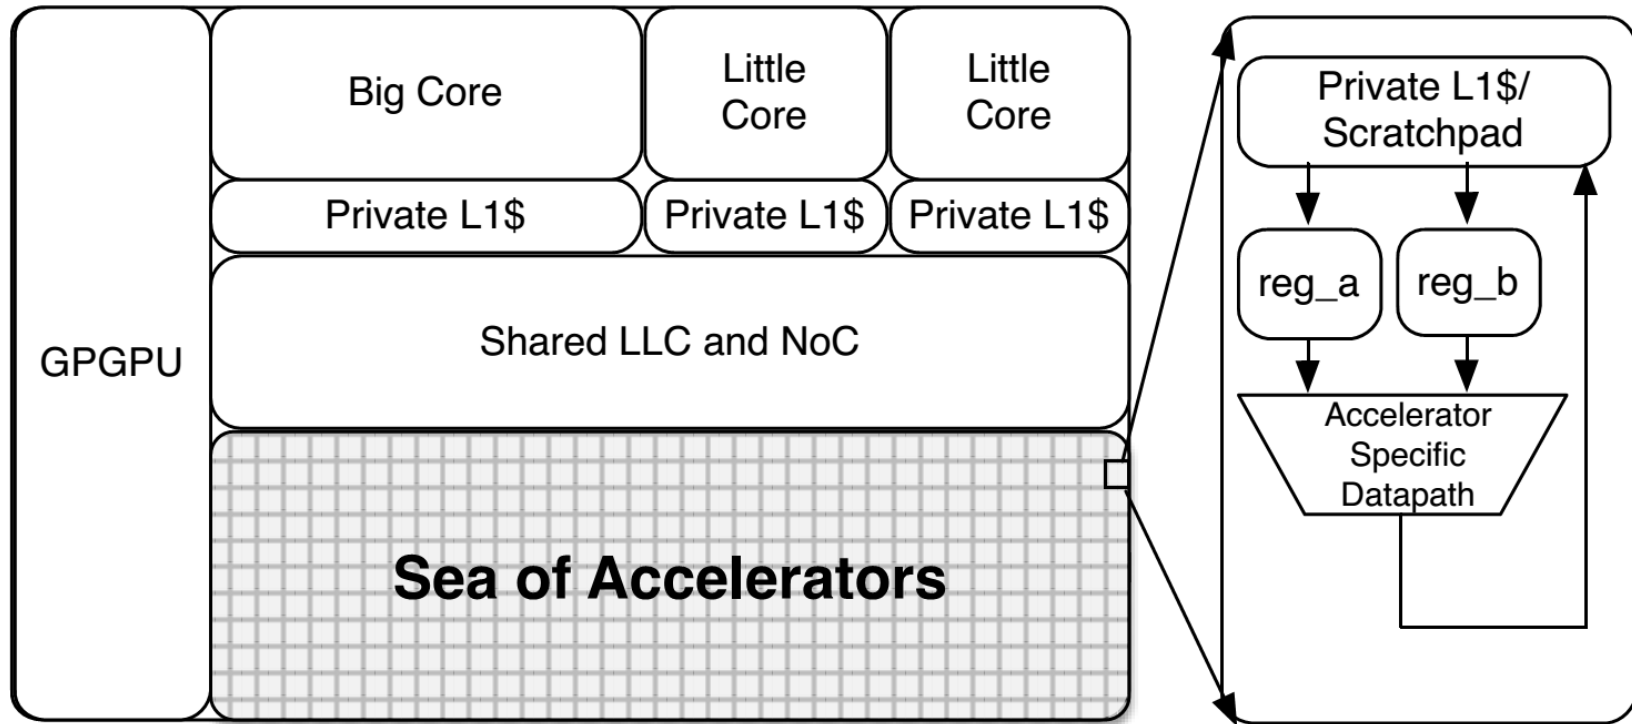 GPGPU
Big Core
Little
Core
Little
Core
Private L1$
Private L1$
Private L1$
Shared LLC and NoC
Sea of Accelerators
Private L1$/
Scratchpad
reg_a
reg_b
Accelerator
Specific
Datapath